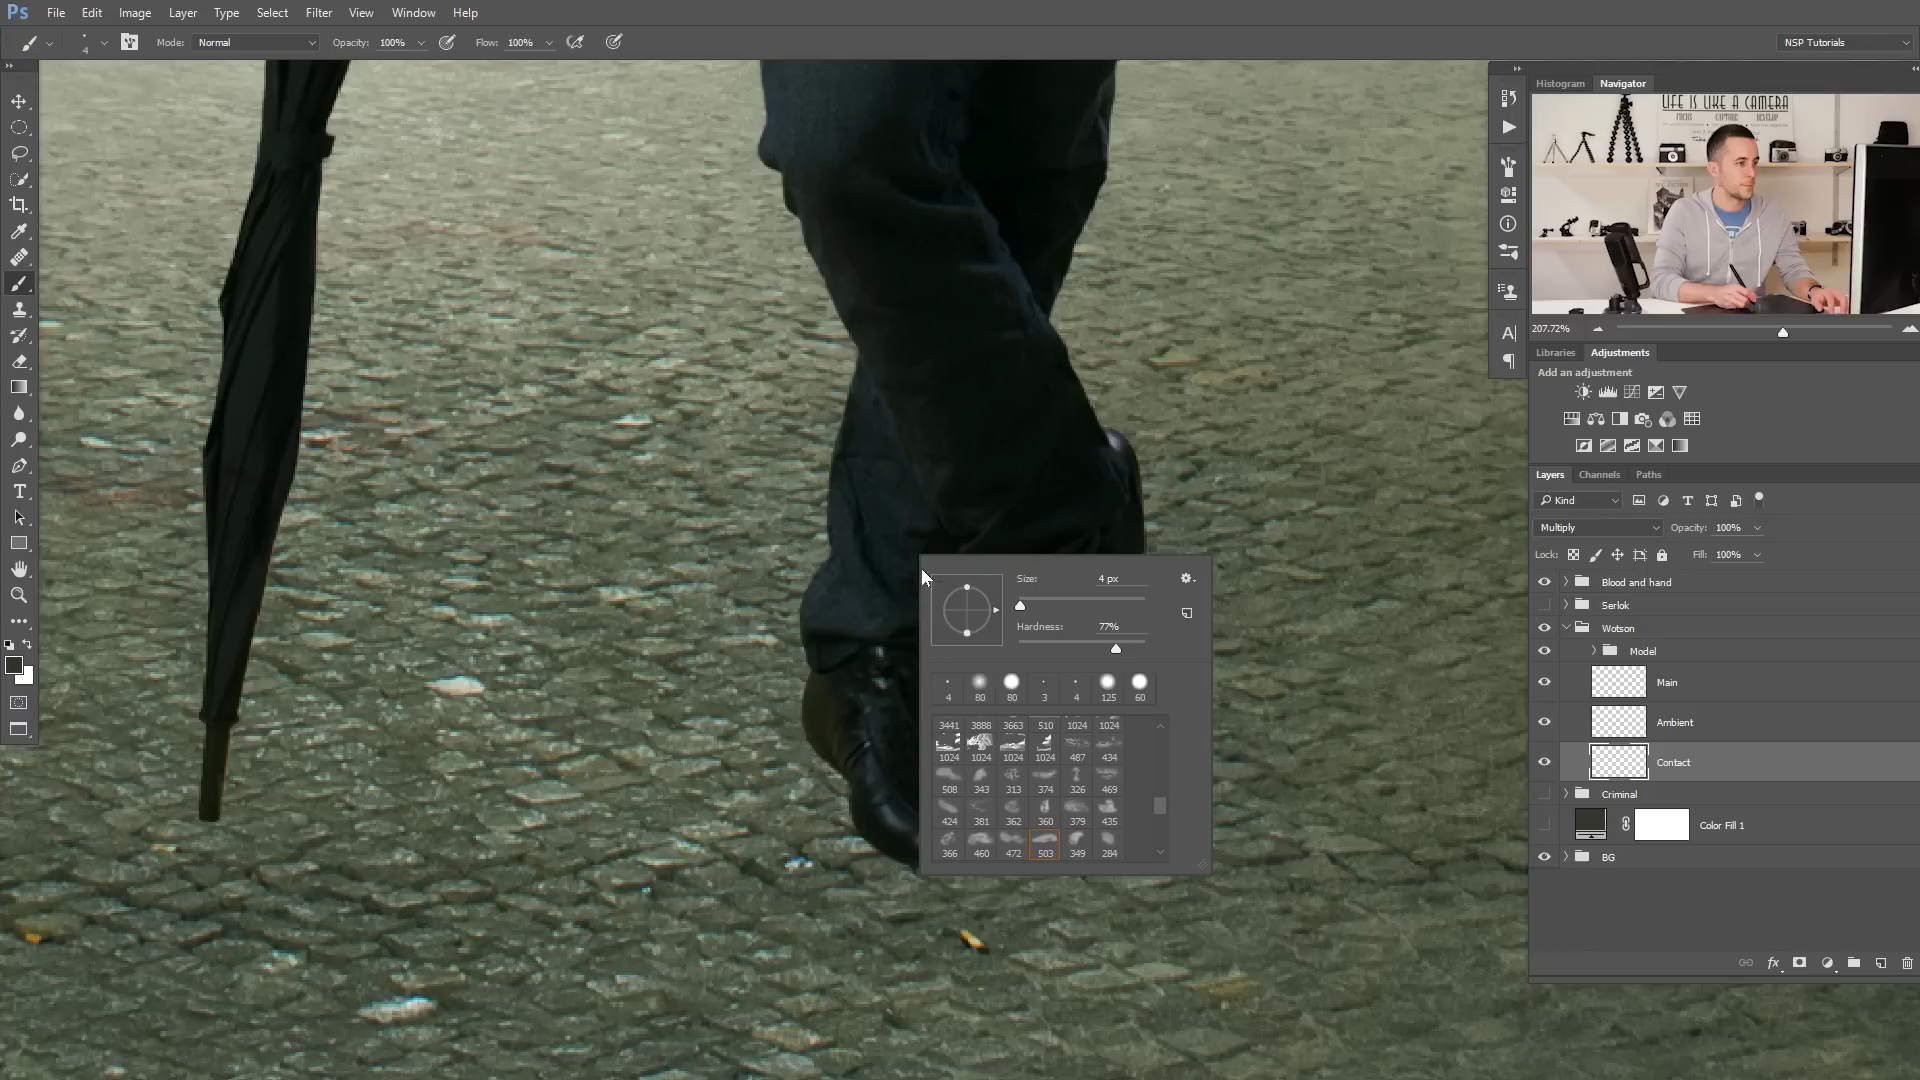 Ps File Edit Image Layer Type Select Filter View Window Help
4 Mode: Normal Opacity: 100% Flow: 100% NSP Tutorials
Histogram Navigator
LIFE IS LIKE A CAMERA
FOCUS CAPTURE DEVELOP
207.72%
Libraries Adjustments
Add an adjustment
Layers Channels Paths
Kind
Multiply Opacity: 100%
Lock: Fill: 100%
Blood and hand
Serlok
Wotson
Model
Main
Ambient
Contact
Criminal
Color Fill 1
BG
fx
Size: 4 px
Hardness: 77%
4 80 80 3 4 125 60
3441 3888 3663 510 1024 1024
1024 1024 1024 1024 487 434
508 343 313 374 326 469
424 381 362 360 379 435
366 460 472 503 349 284